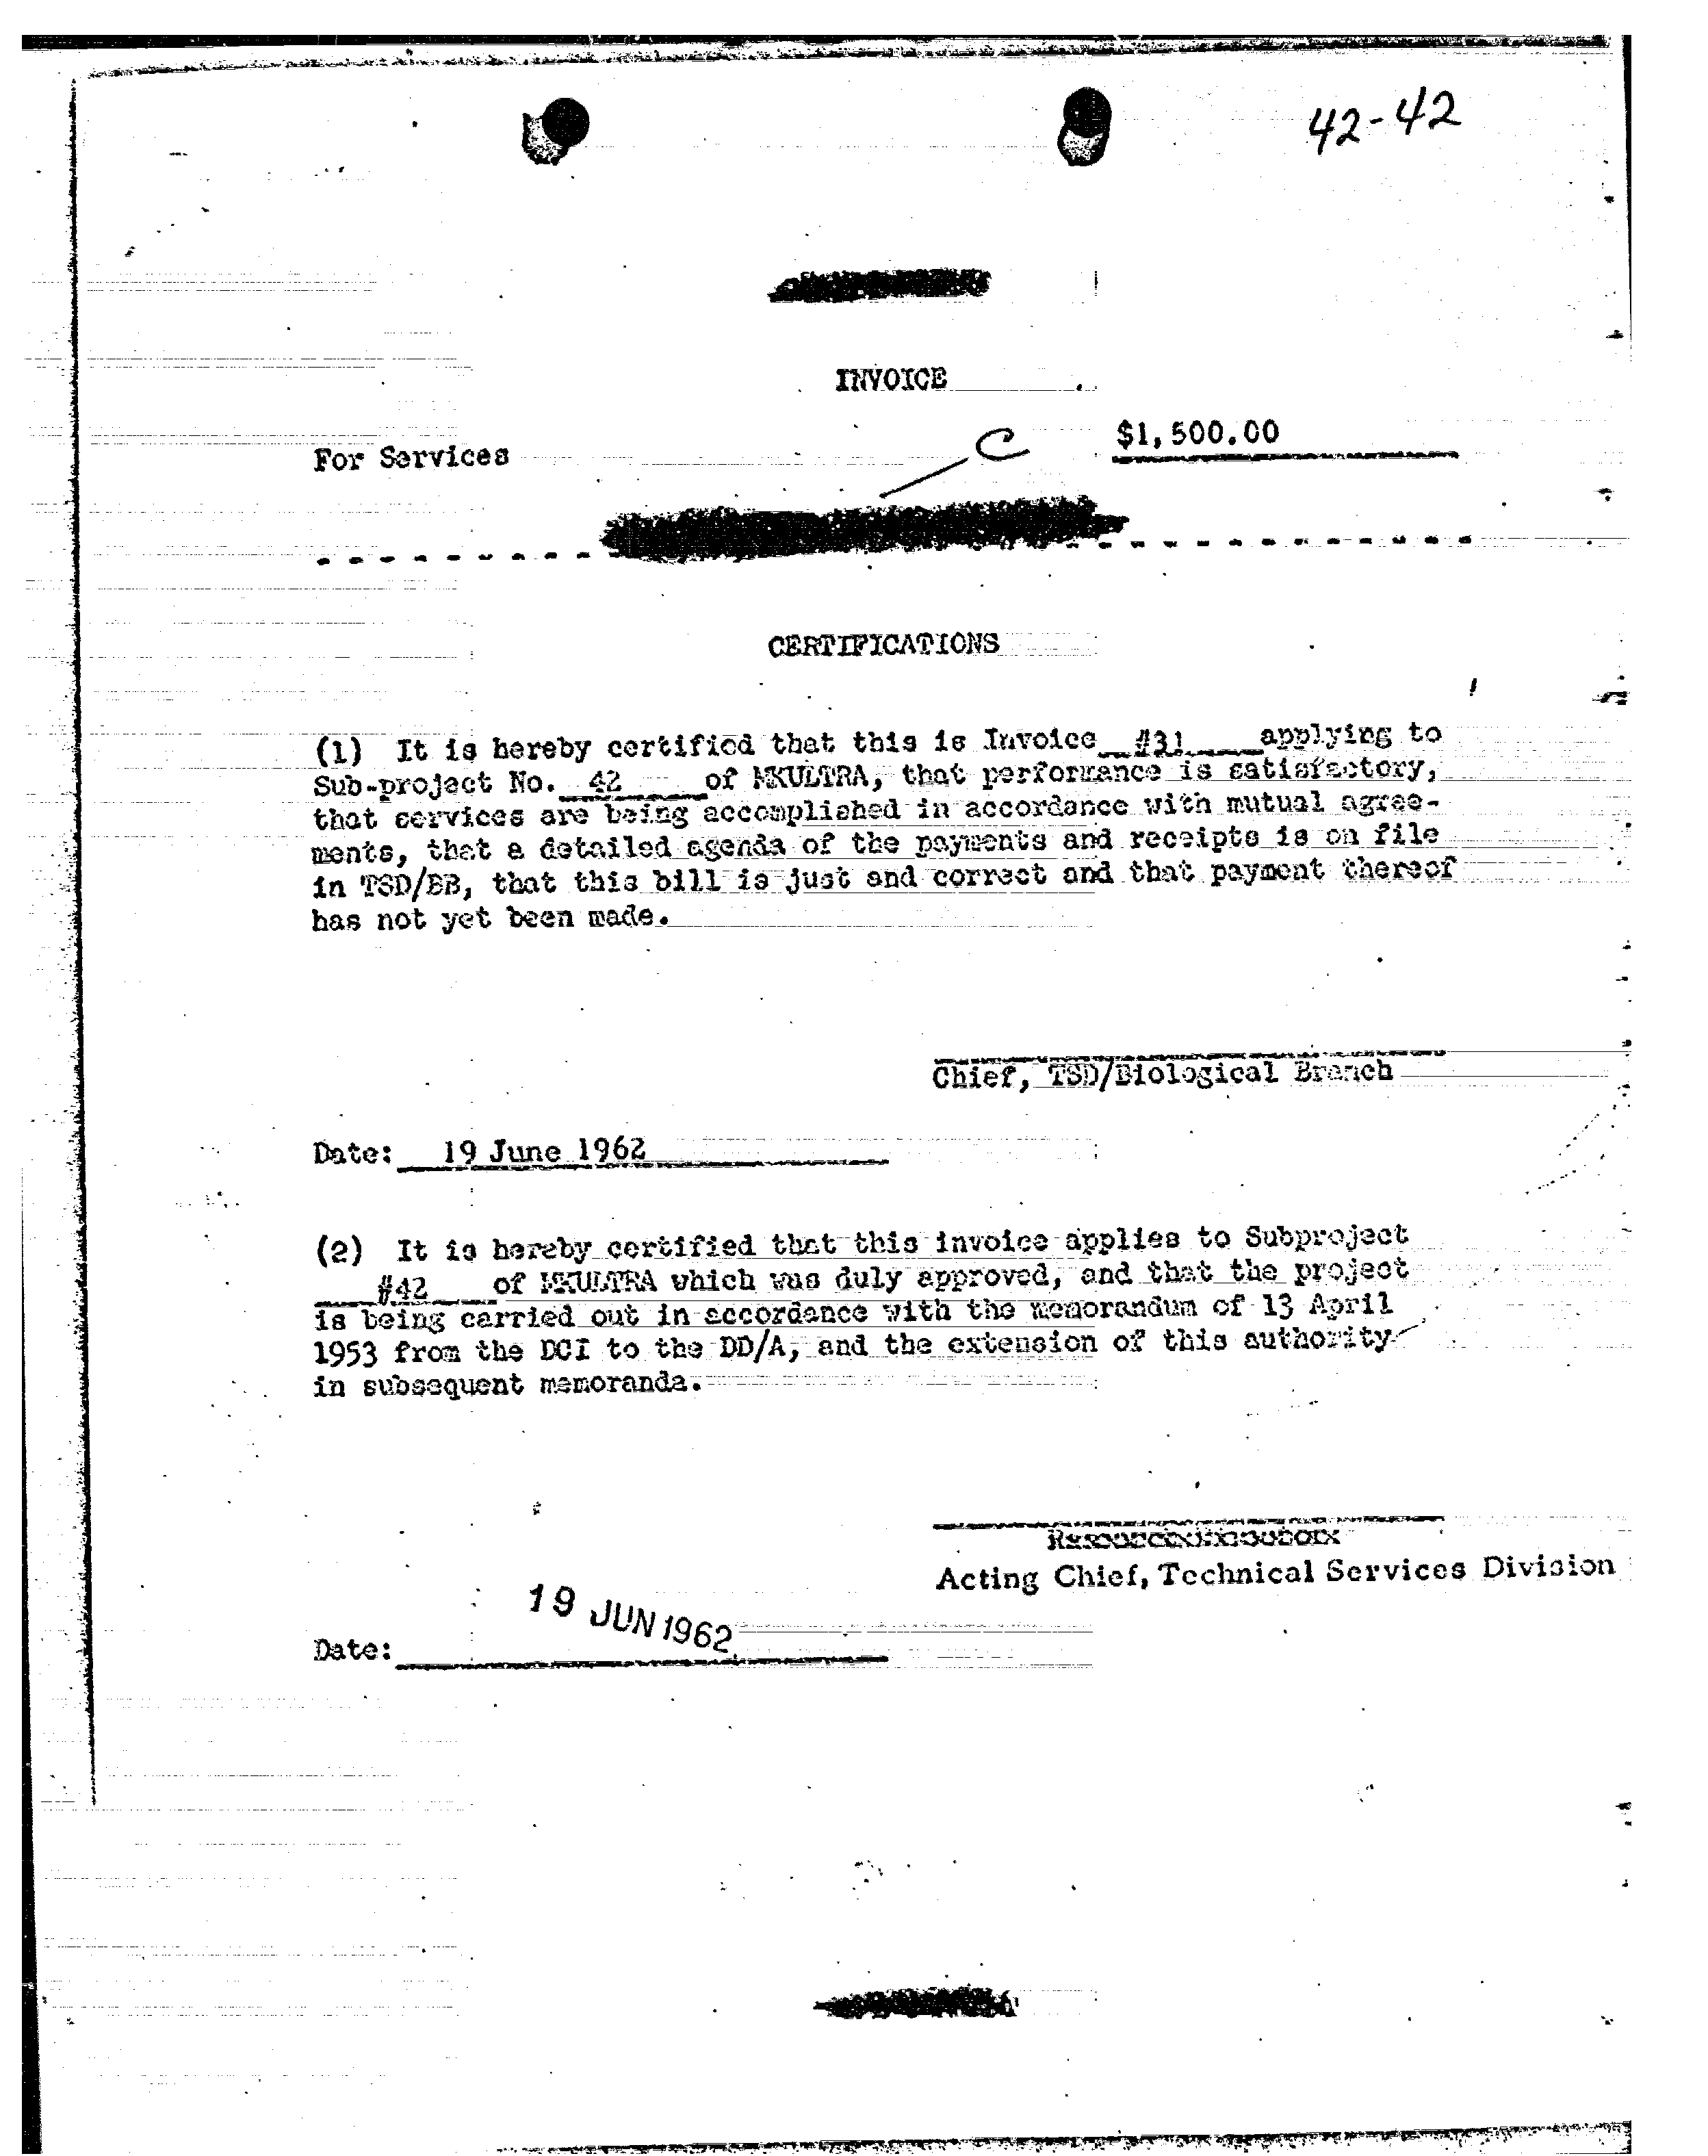 42-42
INVOICE
For Services
C
$1,500.00
CERTIFICATIONS
(1) It is hereby certified that this is Invoice #31 applying to
Sub-project No. 42 of MKULTRA, that performance is satisfactory,
that services are being accomplished in accordance with mutual agree-
ments, that a detailed agenda of the payments and receipts is on file
in TSD/BB, that this bill is just and correct and that payment thereof
has not yet been made.
Chief, TSD/Biological Branch
Date: 19 June 1962
(2) It is hereby certified that this invoice applies to Subproject
#42 of MKULTRA which was duly approved, and that the project
is being carried out in accordance with the memorandum of 13 April
1953 from the DCI to the DD/A, and the extension of this authority
in subsequent memoranda.
Acting Chief, Technical Services Division
Date: 19 JUN 1962